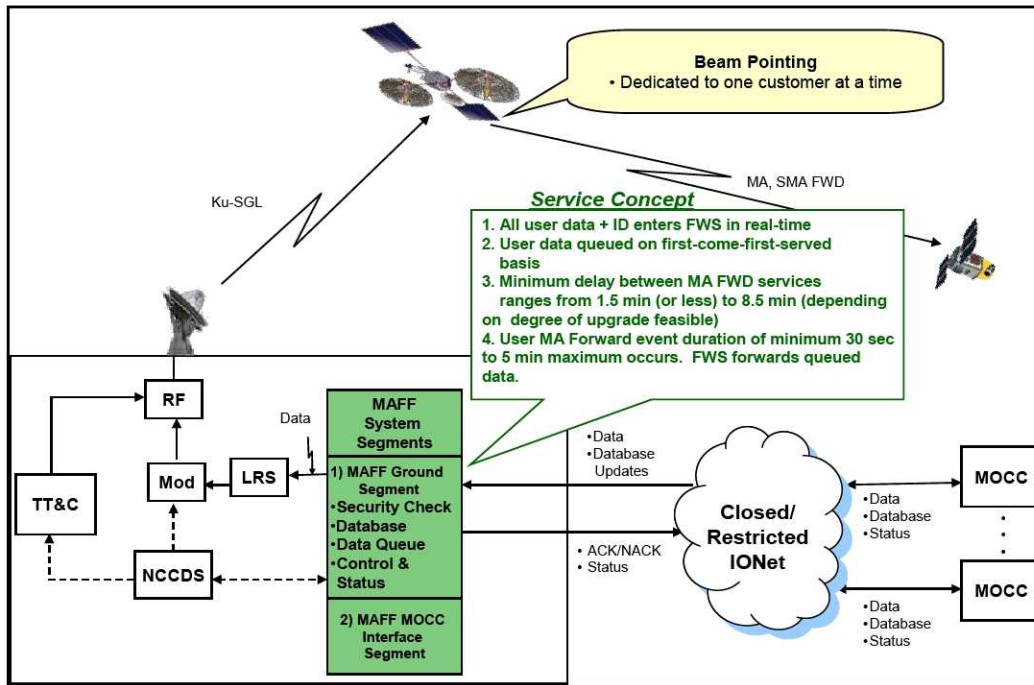 Beam Pointing
• Dedicated to one customer at a time
Ku-SGL
MA, SMA FWD
Service Concept
1. All user data + ID enters FWS in real-time
2. User data queued on first-come-first-served
basis
3. Minimum delay between MA FWD services
ranges from 1.5 min (or less) to 8.5 min (depending
on degree of upgrade feasible)
4. User MA Forward event duration of minimum 30 sec
to 5 min maximum occurs. FWS forwards queued
data.
RF
Data
MAFF
System
Segments
•Data
•Database
Updates
TT&C
Mod
LRS
1) MAFF Ground
Segment
•Security Check
•Database
•Data Queue
•Control &
Status
Closed/
Restricted
IONet
•Data
•Database
•Status
MOCC
NCCDS
•ACK/NACK
•Status
MOCC
2) MAFF MOCC
Interface
Segment
•Data
•Database
•Status